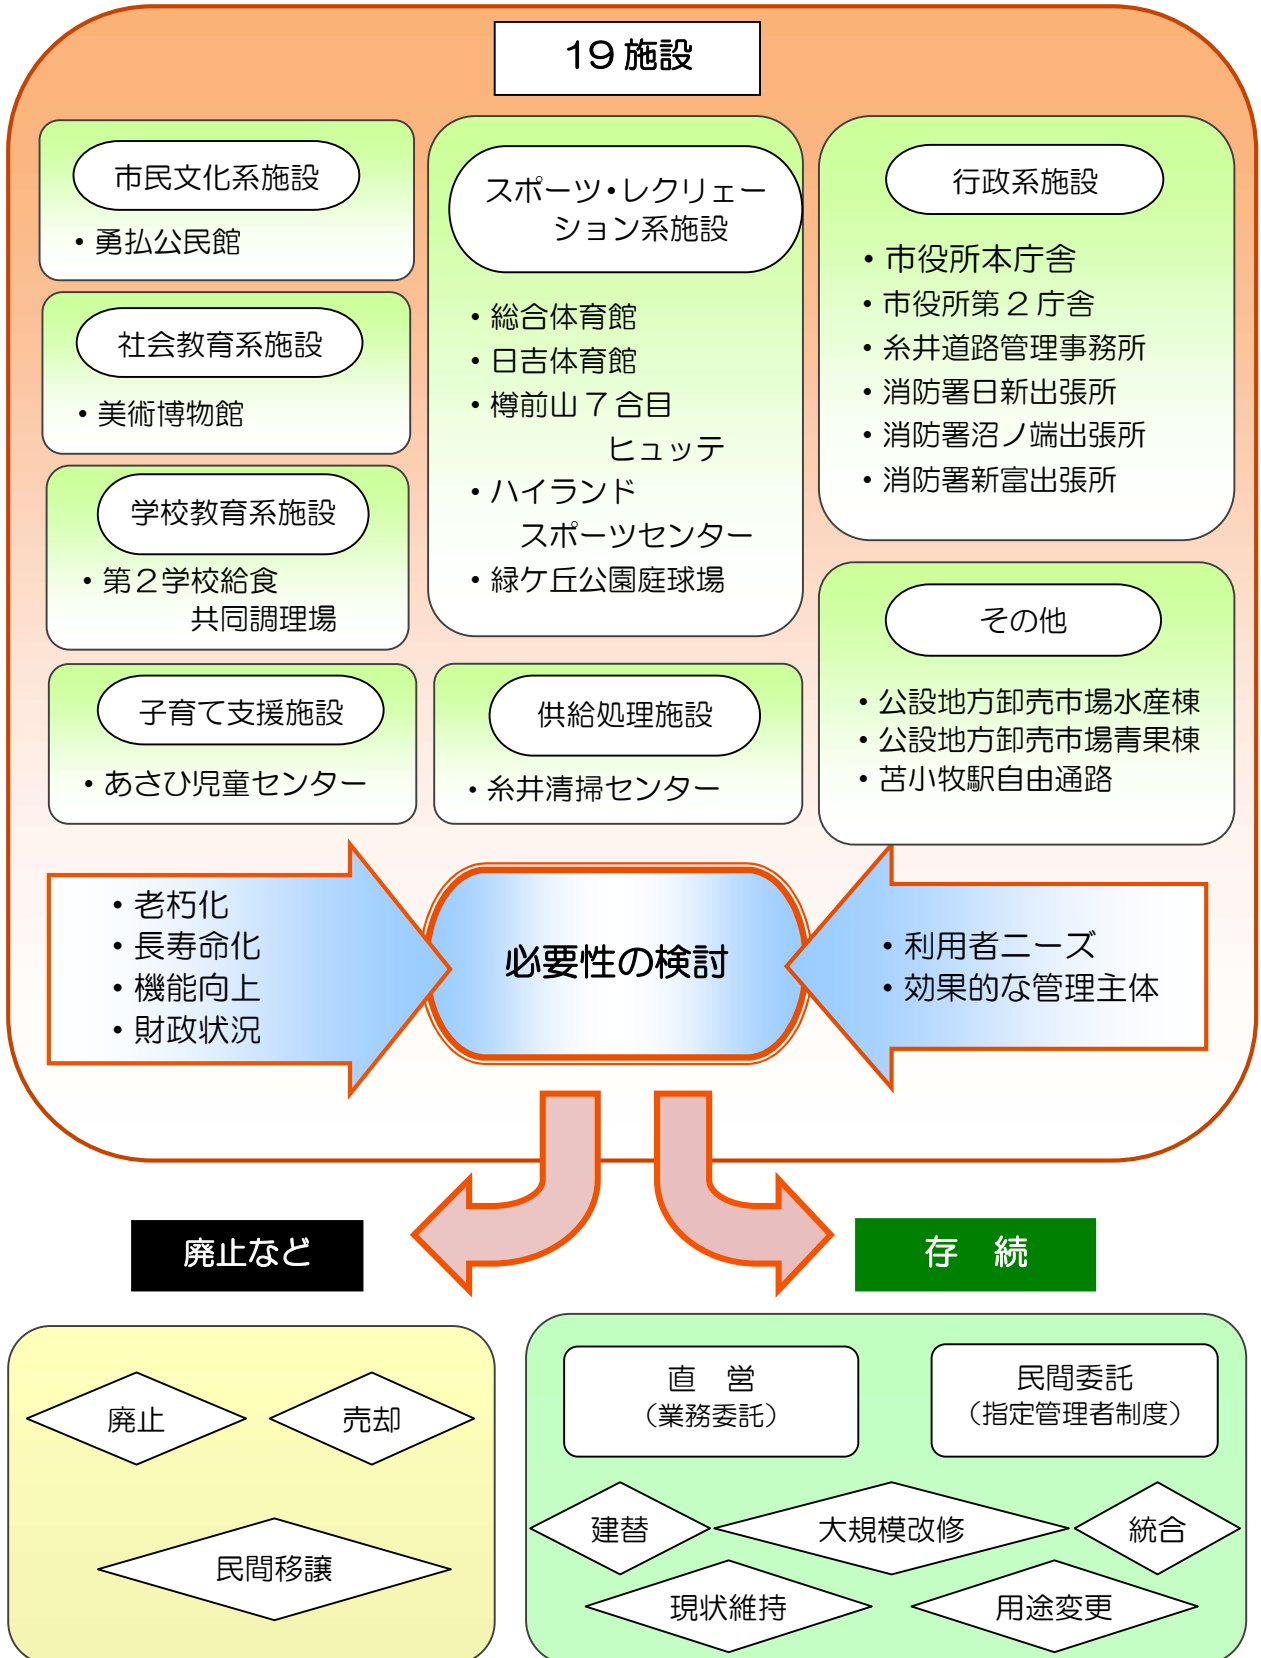 19施設
市民文化系施設
・勇払公民館
社会教育系施設
・美術博物館
学校教育系施設
・第2学校給食
共同調理場
子育て支援施設
・あさひ児童センター
スポーツ・レクリェー
ション系施設
・総合体育館
・日吉体育館
・樽前山7合目
ヒュッテ
・ハイランド
スポーツセンター
・緑ケ丘公園庭球場
供給処理施設
・糸井清掃センター
行政系施設
・市役所本庁舎
・市役所第2庁舎
・糸井道路管理事務所
・消防署日新出張所
・消防署沼ノ端出張所
・消防署新富出張所
その他
・公設地方卸売市場水産棟
・公設地方卸売市場青果棟
・苫小牧駅自由通路
・老朽化
・長寿命化
・機能向上
・財政状況
必要性の検討
・利用者ニーズ
・効果的な管理主体
廃止など
存　続
廃止
売却
民間移譲
直　営
（業務委託）
民間委託
（指定管理者制度）
建替
大規模改修
統合
現状維持
用途変更